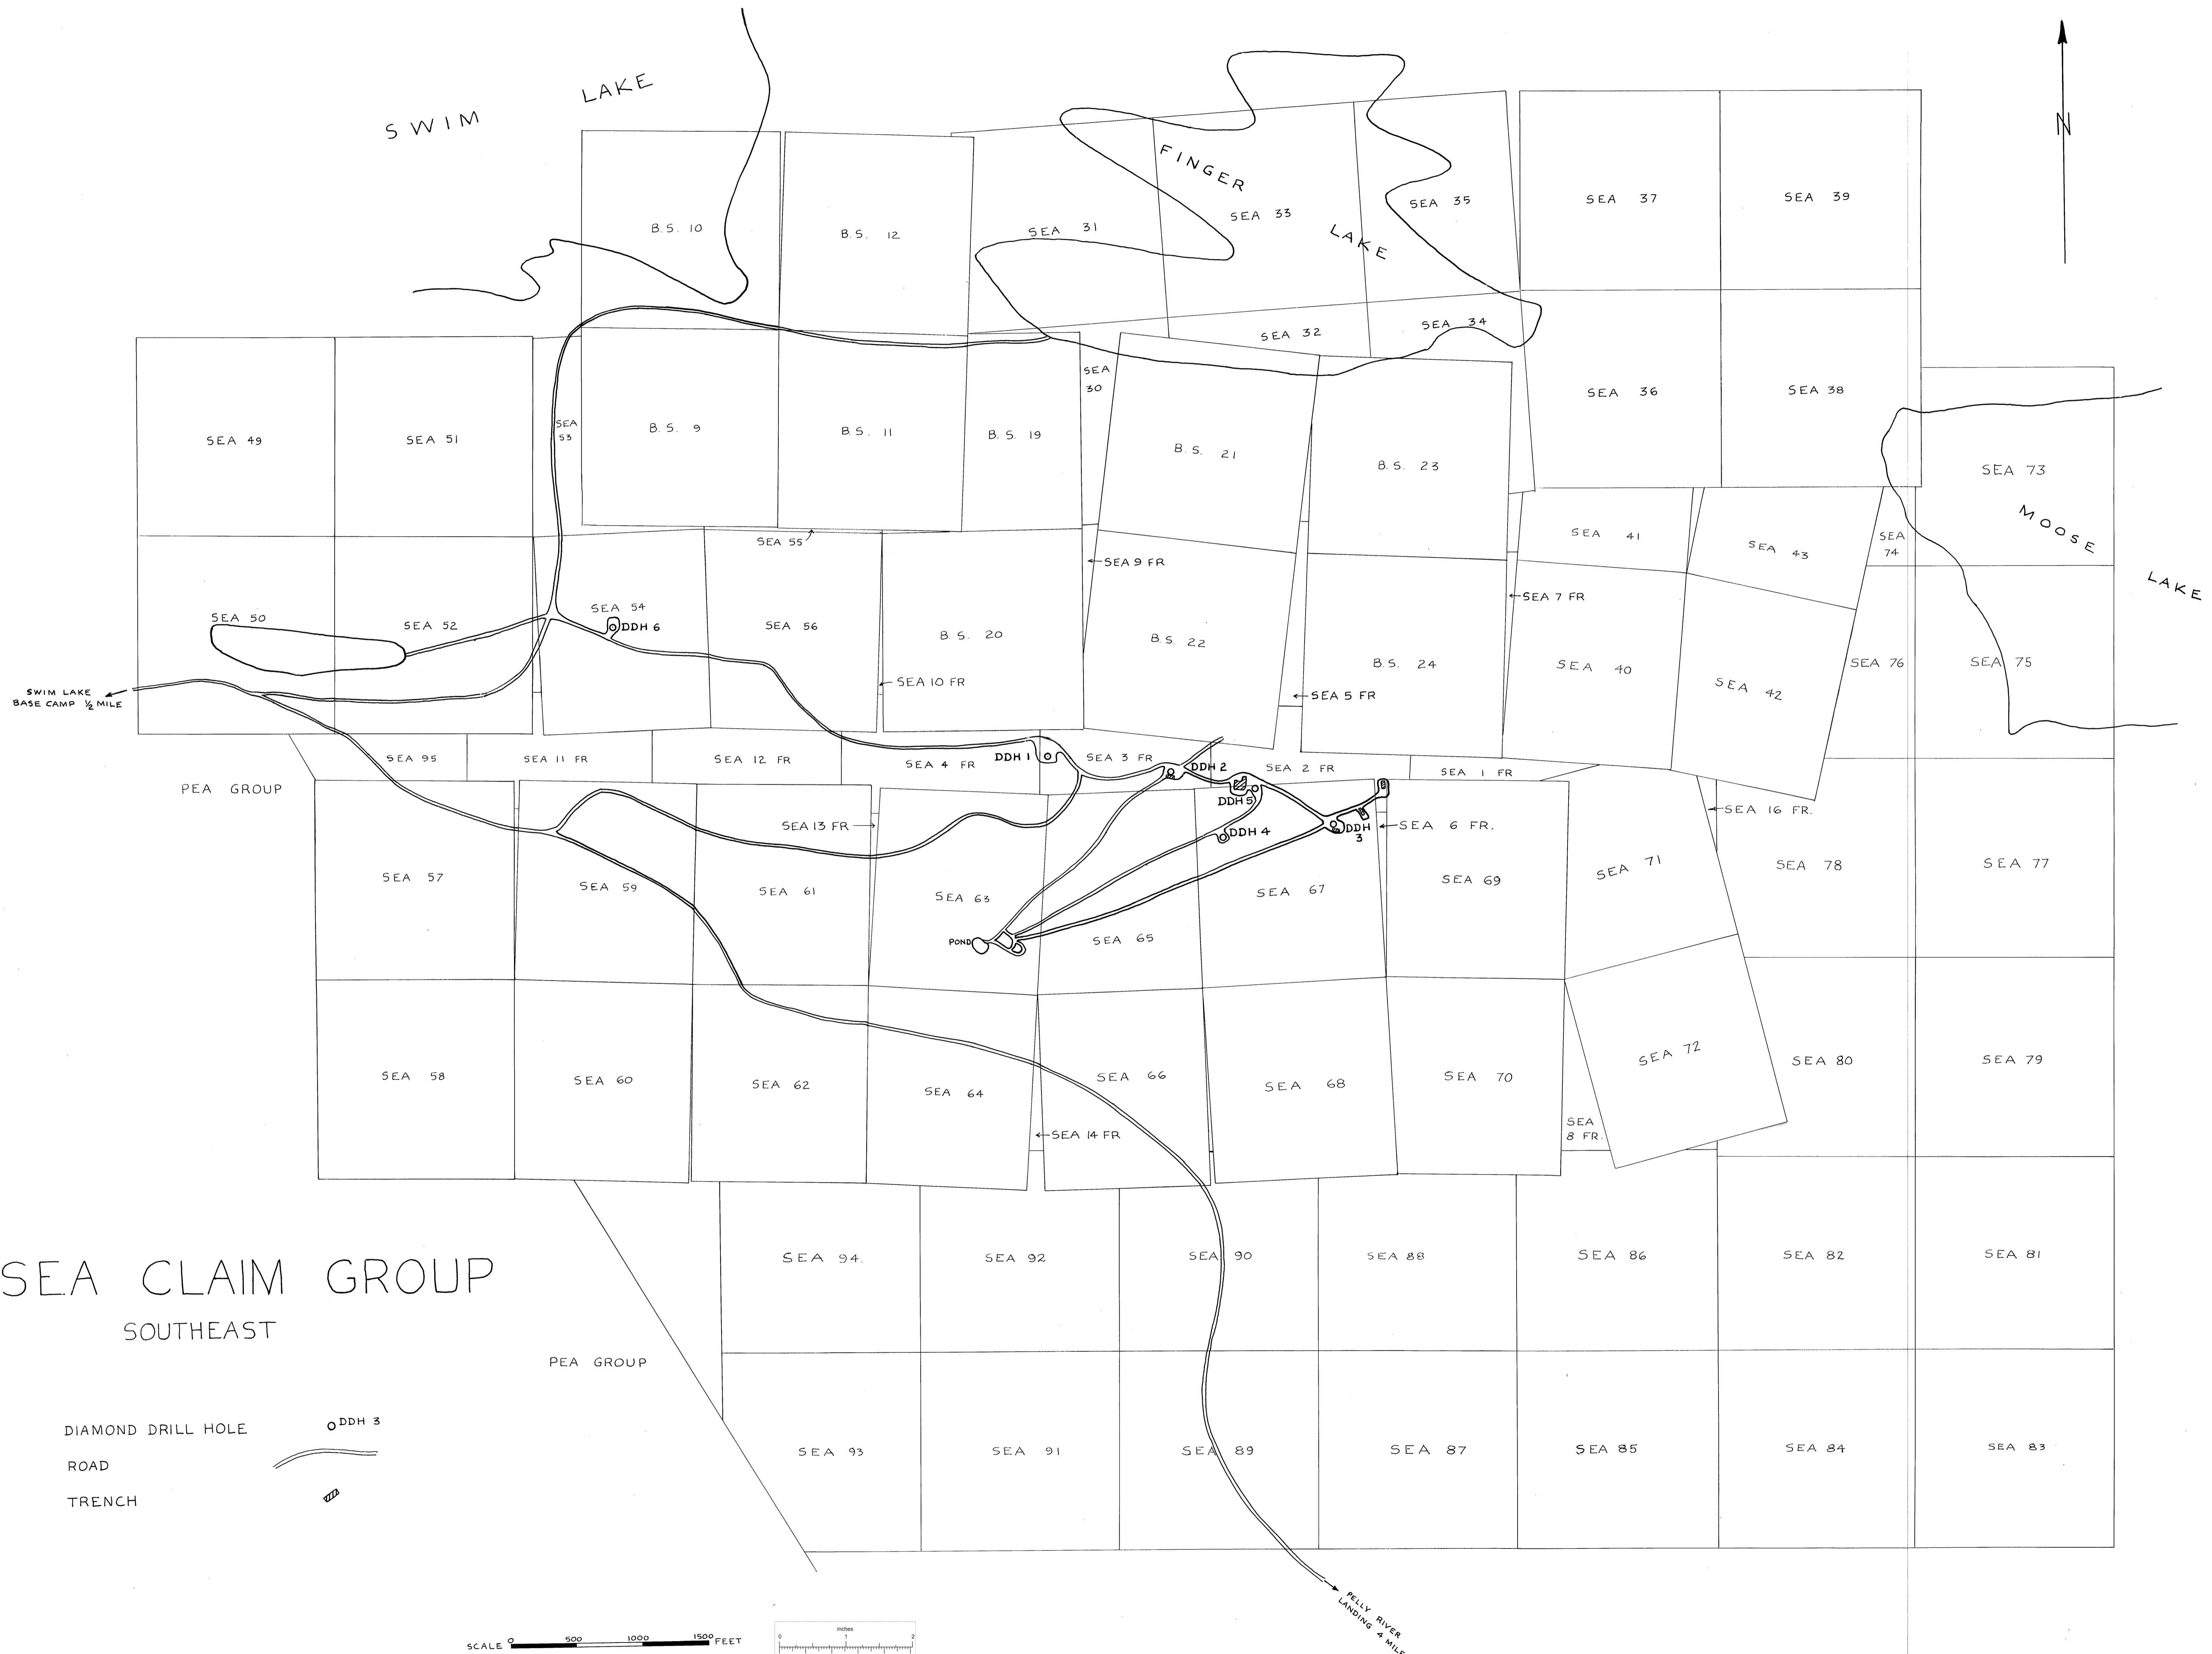 SWIM LAKE
N
FINGER LAKE
B.S. 10
B.S. 12
SEA 31
SEA 33
SEA 35
SEA 37
SEA 39
SEA 32
SEA 34
SEA 30
SEA 36
SEA 38
SEA 49
SEA 51
SEA 53
B.S. 9
B.S. 11
B.S. 19
B.S. 21
B.S. 23
SEA 73
MOOSE LAKE
SEA 55
SEA 41
SEA 43
SEA 74
SEA 9 FR
SEA 7 FR
SEA 50
SEA 52
SEA 54
DDH 6
SEA 56
B.S. 20
B.S. 22
B.S. 24
SEA 40
SEA 42
SEA 76
SEA 75
SEA 10 FR
SEA 5 FR
SWIM LAKE
BASE CAMP ½ MILE
SEA 95
SEA 11 FR
SEA 12 FR
SEA 4 FR
DDH 1
SEA 3 FR
DDH 2
SEA 2 FR
SEA 1 FR
PEA GROUP
DDH 5
SEA 16 FR.
SEA 13 FR
DDH 4
DDH 3
SEA 6 FR.
SEA 57
SEA 59
SEA 61
SEA 63
SEA 65
SEA 67
SEA 69
SEA 71
SEA 78
SEA 77
POND
SEA 58
SEA 60
SEA 62
SEA 64
SEA 66
SEA 68
SEA 70
SEA 72
SEA 80
SEA 79
SEA 14 FR
SEA 8 FR.
SEA 94.
SEA 92
SEA 90
SEA 88
SEA 86
SEA 82
SEA 81
SEA CLAIM GROUP
SOUTHEAST
PEA GROUP
SEA 93
SEA 91
SEA 89
SEA 87
SEA 85
SEA 84
SEA 83
DIAMOND DRILL HOLE
DDH 3
ROAD
TRENCH
PELLY RIVER
LANDING 4 MILE
SCALE 0 500 1000 1500 FEET
inches
0 1 2